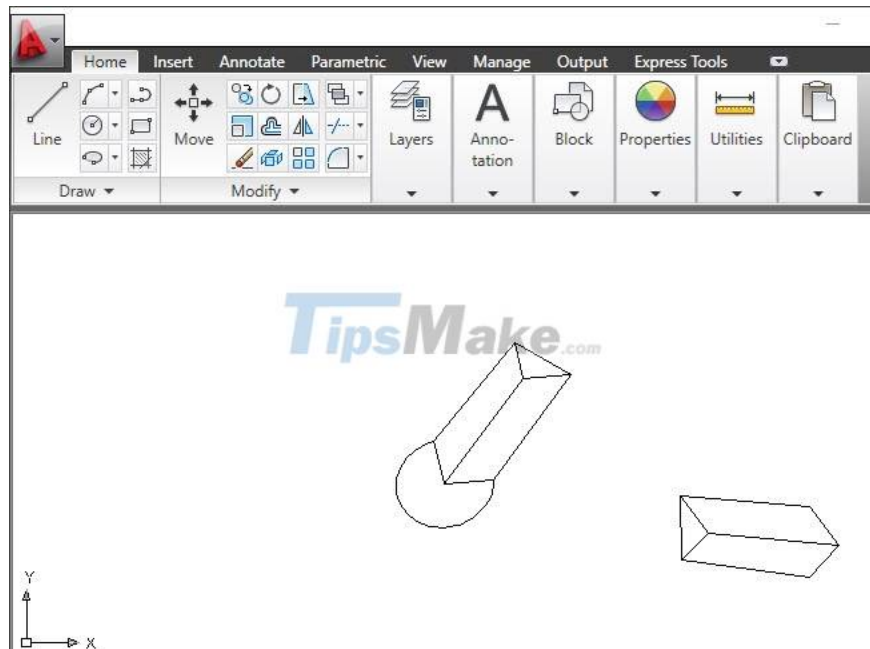 Home Insert Annotate Parametric View Manage Output Express Tools
Line
Move
Layers
Anno-
tation
Block
Properties
Utilities
Clipboard
Draw
Modify
TipsMake.com
Y
X